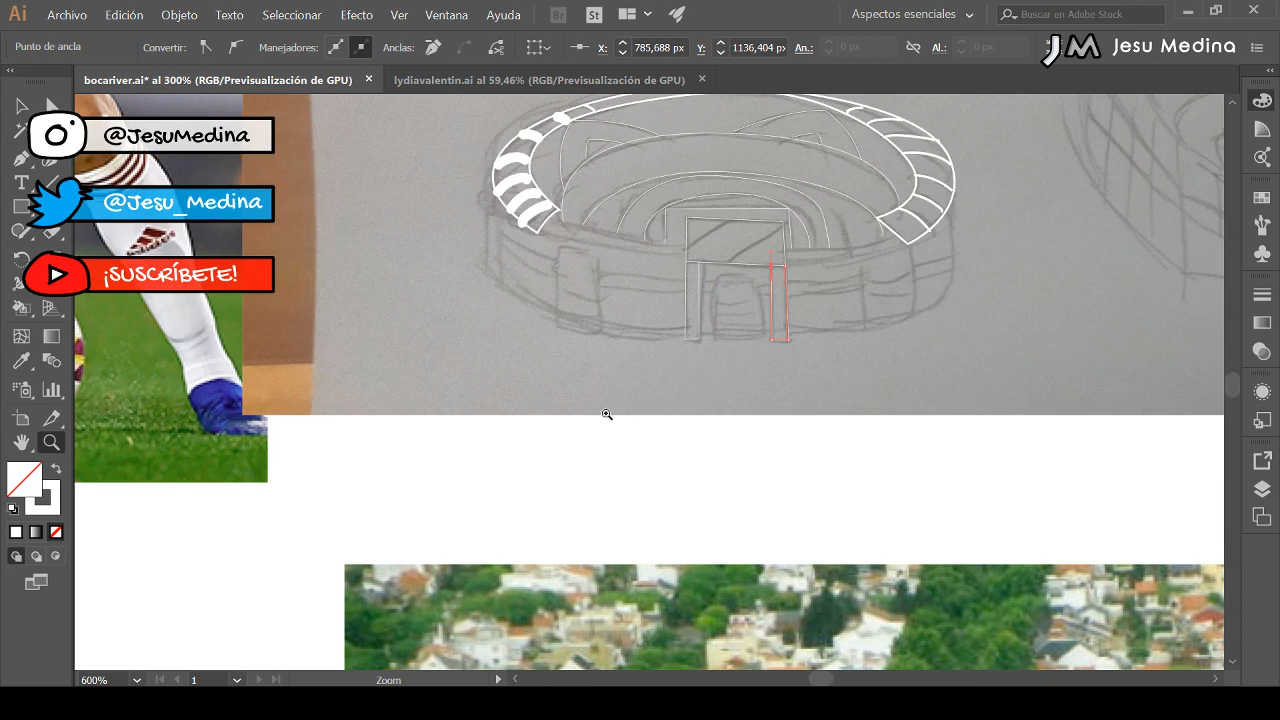 Ai Archivo Edición Objeto Texto Seleccionar Efecto Ver Ventana Ayuda Br St Aspectos esenciales Buscar en Adobe Stock
Punto de ancla Convertir: Manejadores: Anclas: X: 785,688 px Y: 1136,404 px An.: 0 px Al.: 0 px
JM Jesu Medina
bocariver.ai* al 300% (RGB/Previsualización de GPU) × lydiavalentin.ai al 59,46% (RGB/Previsualización de GPU) ×
@JesuMedina
@Jesu_Medina
¡SUSCRÍBETE!
600% 1 Zoom